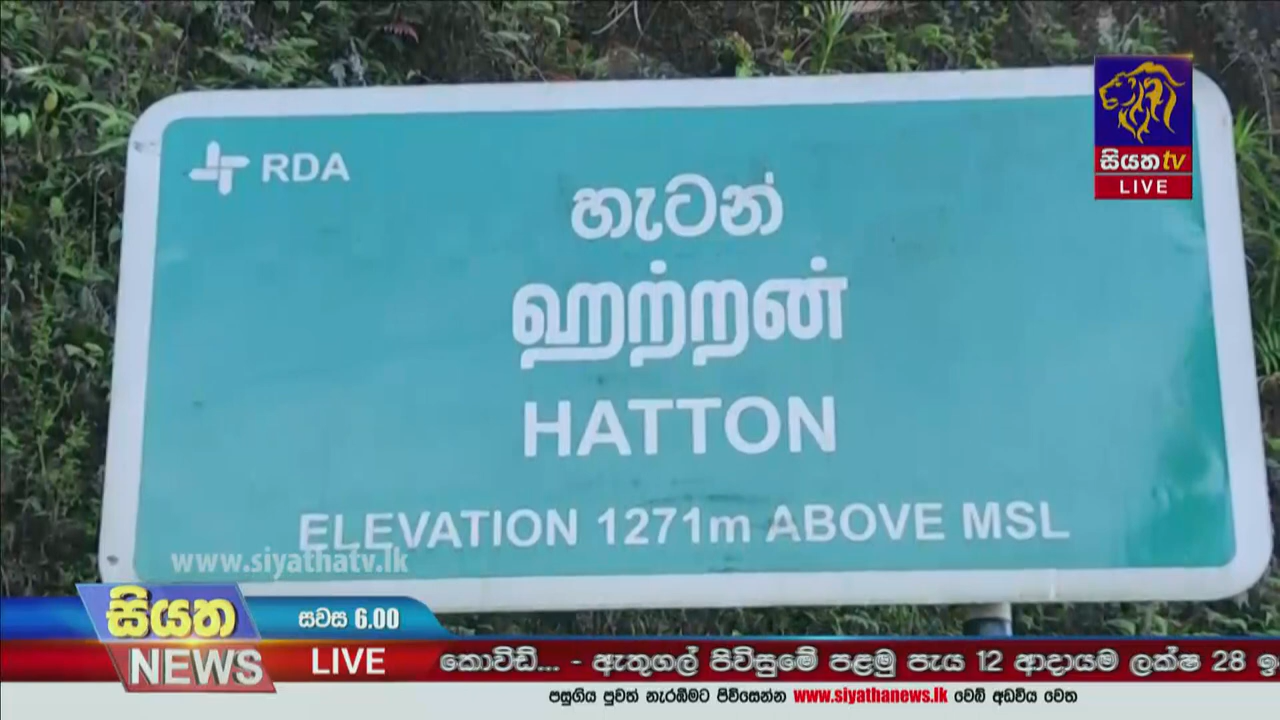 RDA
සියත tv
LIVE
හැටන්
ஹற்றன்
HATTON
ELEVATION 1271m ABOVE MSL
www.siyathatv.lk
සියත
NEWS
සවස 6.00
LIVE
කොවිඩ්... - ඇතුගල් පිවිසුමේ පළමු පැය 12 ආදායම ලක්ෂ 28
පසුගිය පුවත් නැරඹීමට පිවිසෙන්න www.siyathanews.lk වෙබ් අඩවිය වෙත